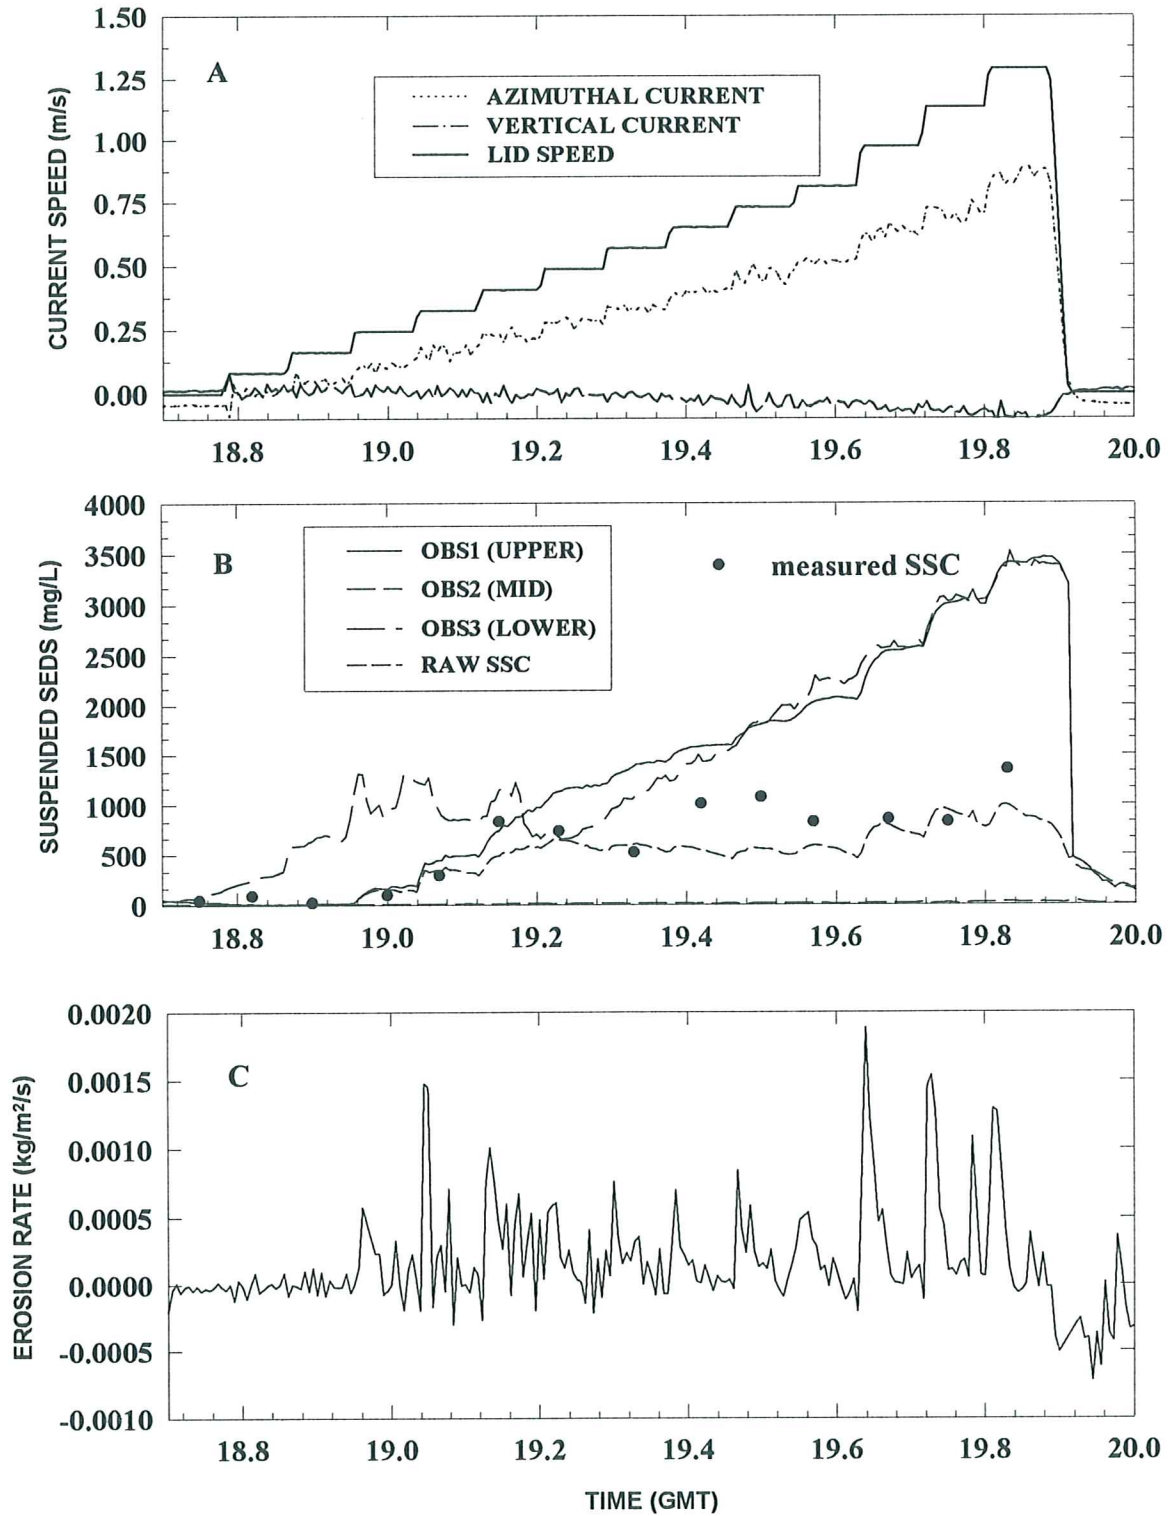 1.50
1.25
1.00
0.75
0.50
0.25
0.00
CURRENT SPEED (m/s)
A
AZIMUTHAL CURRENT
VERTICAL CURRENT
LID SPEED
18.8 19.0 19.2 19.4 19.6 19.8 20.0
4000
3500
3000
2500
2000
1500
1000
500
0
SUSPENDED SEDS (mg/L)
B
OBS1 (UPPER)
OBS2 (MID)
OBS3 (LOWER)
RAW SSC
measured SSC
18.8 19.0 19.2 19.4 19.6 19.8 20.0
0.0020
0.0015
0.0010
0.0005
0.0000
-0.0005
-0.0010
EROSION RATE (kg/m²/s)
C
18.8 19.0 19.2 19.4 19.6 19.8 20.0
TIME (GMT)